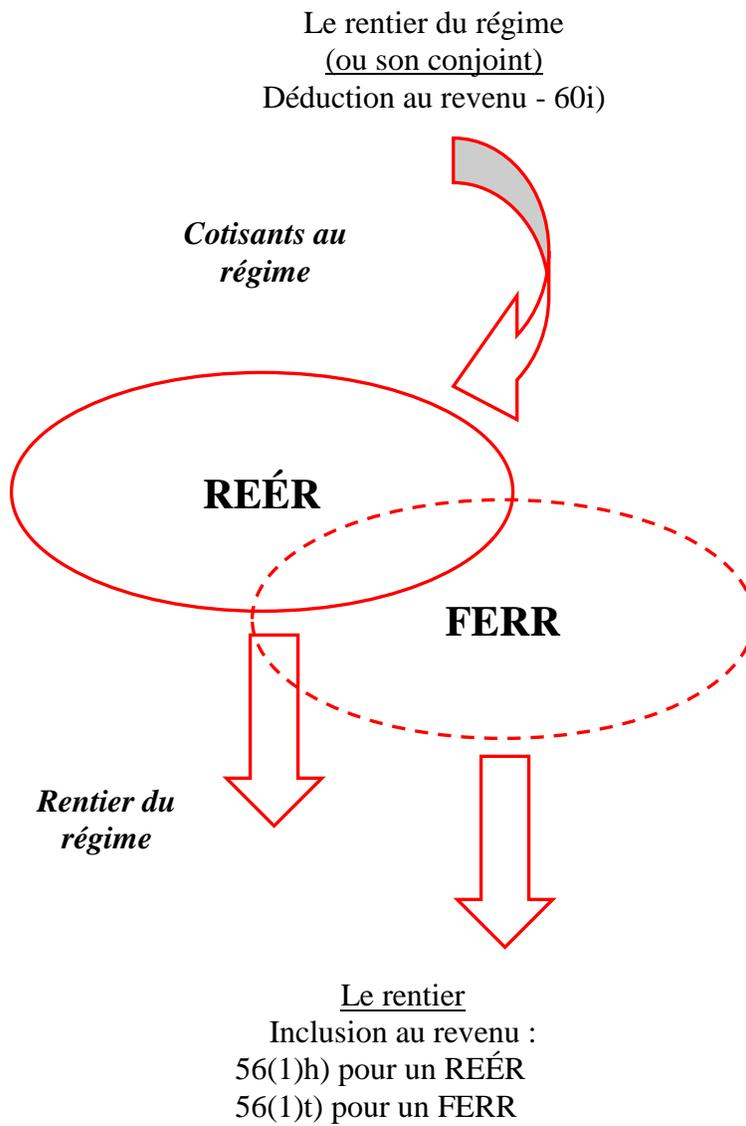 Le rentier du régime
(ou son conjoint)
Déduction au revenu - 60i)
Cotisants au
régime
REÉR
FERR
Rentier du
régime
Le rentier
Inclusion au revenu :
56(1)h) pour un REÉR
56(1)t) pour un FERR